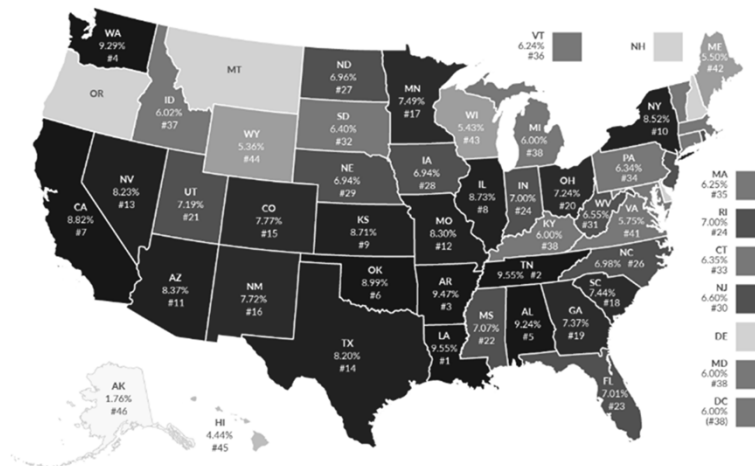 WA
9.29%
#4
OR
MT
ID
6.02%
#37
WY
5.36%
#44
ND
6.96%
#27
SD
6.40%
#32
NE
6.94%
#29
MN
7.49%
#17
WI
5.43%
#43
MI
6.00%
#38
IA
6.94%
#28
NV
8.23%
#13
CA
8.82%
#7
UT
7.19%
#21
CO
7.77%
#15
KS
8.71%
#9
MO
8.30%
#12
IL
8.73%
#8
IN
7.00%
#24
OH
7.24%
#20
KY
6.00%
#38
WV
6.55%
#31
VA
5.75%
#41
PA
6.34%
#34
NY
8.52%
#10
VT
6.24%
#36
NH
ME
5.50%
#42
MA
6.25%
#35
RI
7.00%
#24
CT
6.35%
#33
NJ
6.60%
#30
DE
MD
6.00%
#38
DC
6.00%
(#38)
AZ
8.37%
#11
NM
7.72%
#16
OK
8.99%
#6
AR
9.47%
#3
TN
9.55% #2
NC
6.98% #26
SC
7.44%
#18
MS
7.07%
#22
AL
9.24%
#5
GA
7.37%
#19
TX
8.20%
#14
LA
9.55%
#1
FL
7.01%
#23
AK
1.76%
#46
HI
4.44%
#45